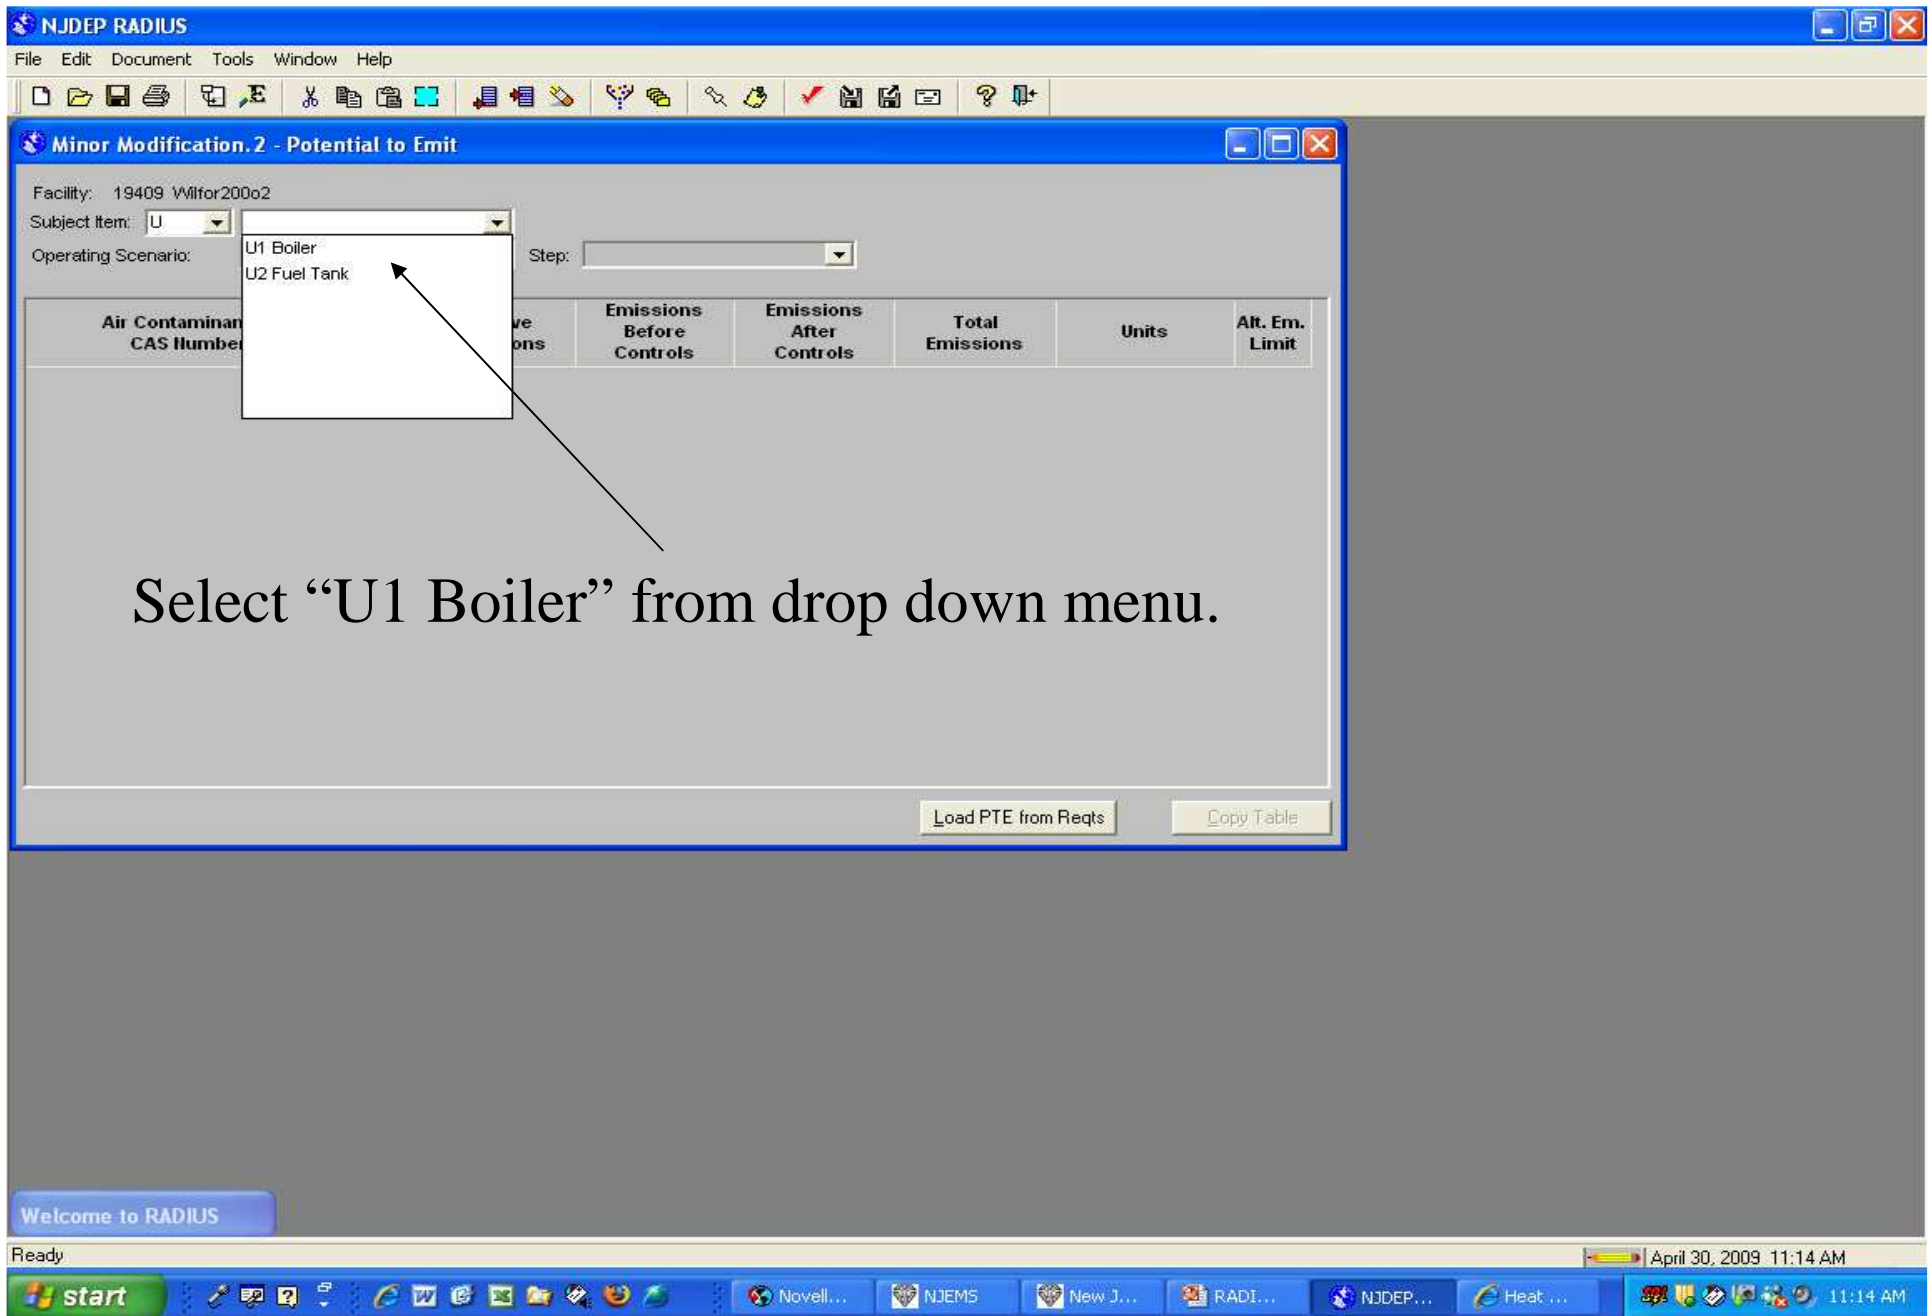 NJDEP RADIUS
File Edit Document Tools Window Help
Minor Modification.2 - Potential to Emit
Facility: 19409 Wilfor200o2
Subject Item: U
U1 Boiler
U2 Fuel Tank
Operating Scenario:
Step:
Air Contaminan
CAS Number
ve
ons
Emissions
Before
Controls
Emissions
After
Controls
Total
Emissions
Units
Alt. Em.
Limit
Select “U1 Boiler” from drop down menu.
Load PTE from Reqts
Copy Table
Welcome to RADIUS
Ready
April 30, 2009 11:14 AM
start
Novell...
NJEMS
New J...
RADI...
NJDEP...
Heat ...
11:14 AM